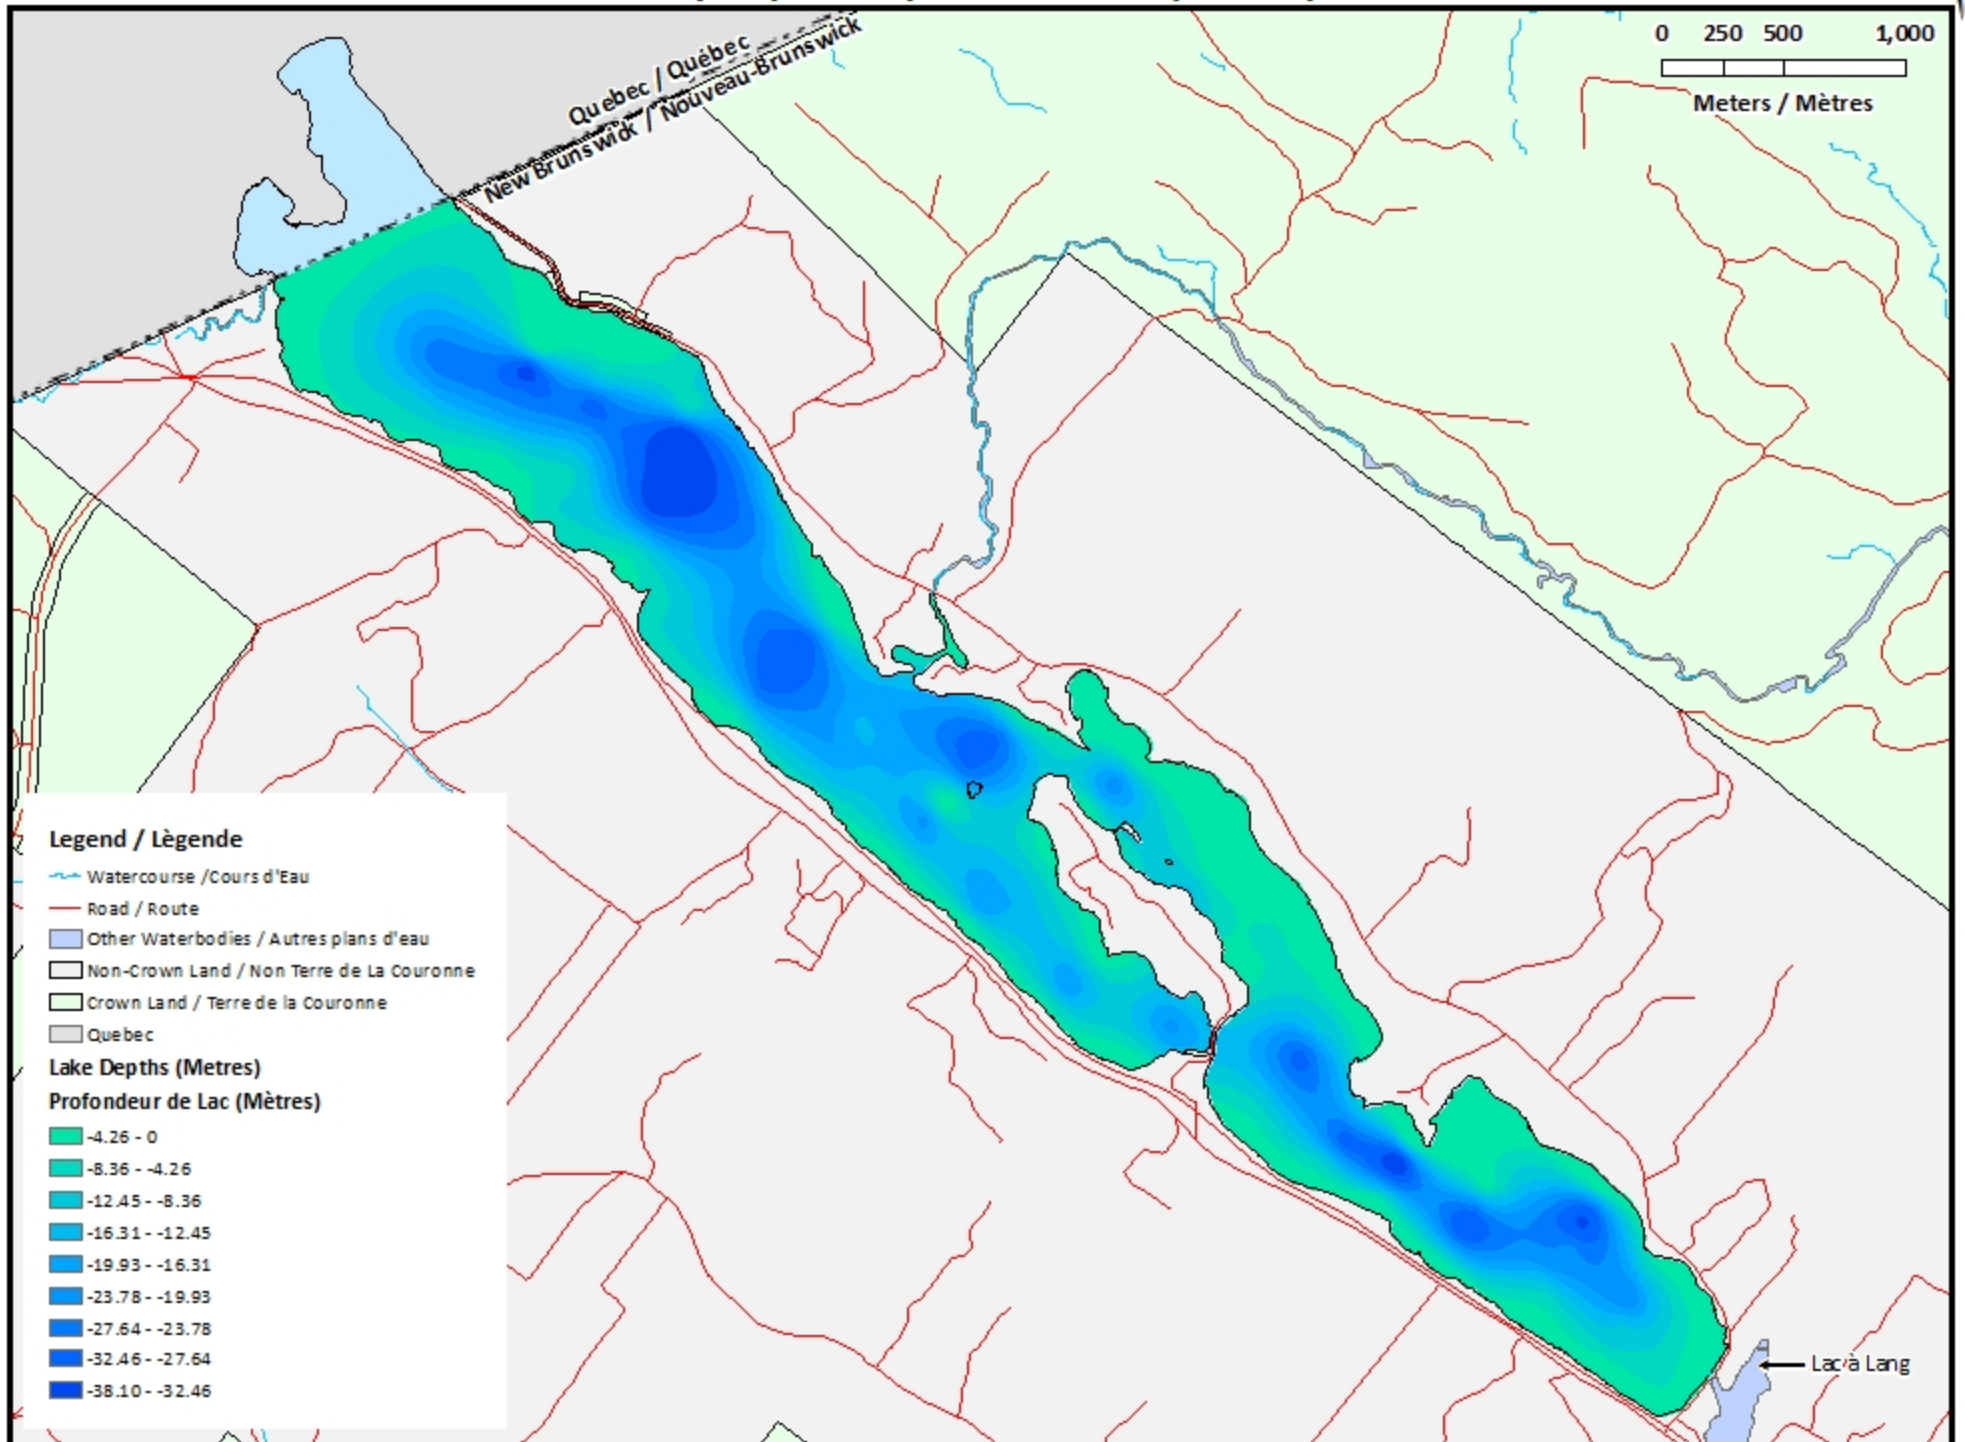 Quebec / Québec
New Brunswick / Nouveau-Brunswick
0 250 500 1,000
Meters / Mètres
Legend / Lègende
Watercourse /Cours d'Eau
Road / Route
Other Waterbodies / Autres plans d'eau
Non-Crown Land / Non Terre de La Couronne
Crown Land / Terre de la Couronne
Quebec
Lake Depths (Metres)
Profondeur de Lac (Mètres)
-4.26 - 0
-8.36 - -4.26
-12.45 - -8.36
-16.31 - -12.45
-19.93 - -16.31
-23.78 - -19.93
-27.64 - -23.78
-32.46 - -27.64
-38.10 - -32.46
Lac à Lang